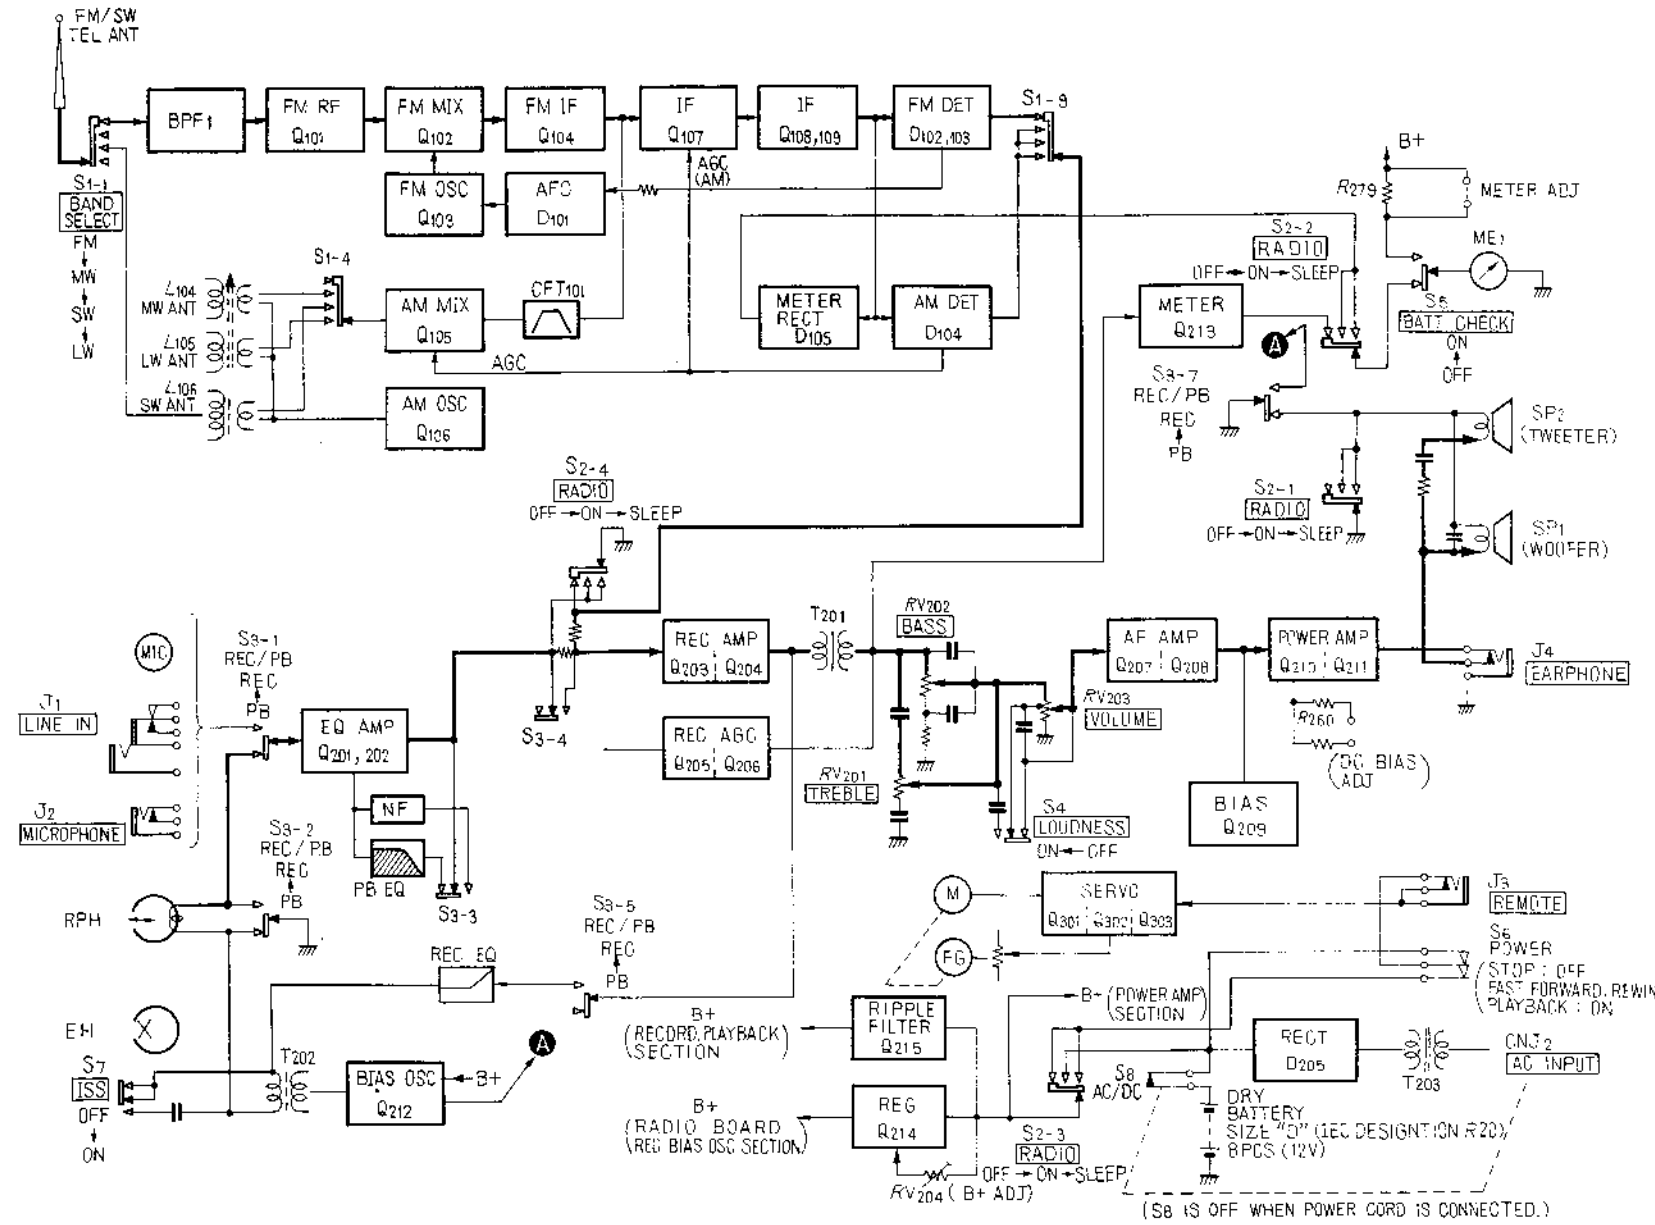 FM/SW
TEL ANT
BPF1
FM RF
Q101
FM MIX
Q102
FM IF
Q104
IF
Q107
IF
Q108,109
FM DET
D102,103
S1-9
S1-1
BAND
SELECT
FM
MW
SW
LW
FM OSC
Q103
AFC
D101
AGC
(AM)
B+
R279
METER ADJ
S1-4
L104
MW ANT
L105
LW ANT
L106
SW ANT
AM MIX
Q105
CFT101
AGC
AM OSC
Q106
METER
RECT
D105
AM DET
D104
METER
Q213
S2-2
RADIO
OFF ON SLEEP
ME1
S5
BATT CHECK
ON
OFF
A
S3-7
REC/PB
REC
PB
SP2
(TWEETER)
S2-1
RADIO
OFF ON SLEEP
SP1
(WOOFER)
S2-4
RADIO
OFF ON SLEEP
MIC
S3-1
REC/PB
REC
PB
J1
LINE IN
J2
MICROPHONE
EQ AMP
Q201, 202
NF
PB EQ
S3-3
S3-4
REC AMP
Q203 Q204
T201
REC AGC
Q205 Q206
RV202
BASS
RV201
TREBLE
RV203
VOLUME
S4
LOUDNESS
ON OFF
AF AMP
Q207 Q208
POWER AMP
Q210 Q211
J4
EARPHONE
R260
(DC BIAS)
ADJ
BIAS
Q209
S3-2
REC/PB
REC
PB
RPH
REC EQ
S3-5
REC/PB
REC
PB
M
FG
SERVO
Q301 Q302 Q303
J3
REMOTE
S6
POWER
STOP : OFF
PLAYBACK : ON
EH
S7
ISS
OFF
ON
T202
BIAS OSC
Q212
B+
A
B+
(RECORD, PLAYBACK)
SECTION
RIPPLE
FILTER
Q215
B+ (POWER AMP)
SECTION
B+
(RADIO BOARD
REC BIAS OSC SECTION)
REG
Q214
RV204 ( B+ ADJ)
S2-3
RADIO
OFF ON SLEEP
S8
AC/DC
RECT
D205
T203
CNJ2
AC INPUT
DRY
BATTERY
SIZE "D" (IEC DESIGNTION R20)
8PCS (12V)
(S8 IS OFF WHEN POWER CORD IS CONNECTED.)